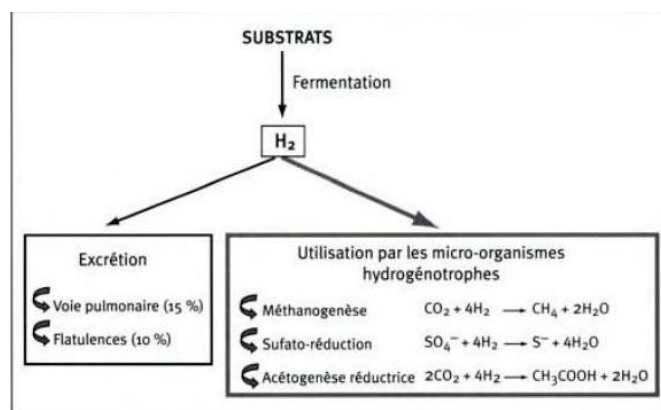 SUBSTRATS
Fermentation
H₂
Excrétion
Voie pulmonaire (15 %)
Flatulences (10 %)
Utilisation par les micro-organismes
hydrogénotrophes
Méthanogenèse CO₂ + 4H₂ → CH₄ + 2H₂O
Sufato-réduction SO₄⁻ + 4H₂ → S⁻ + 4H₂O
Acétogenèse réductrice 2CO₂ + 4H₂ → CH₃COOH + 2H₂O